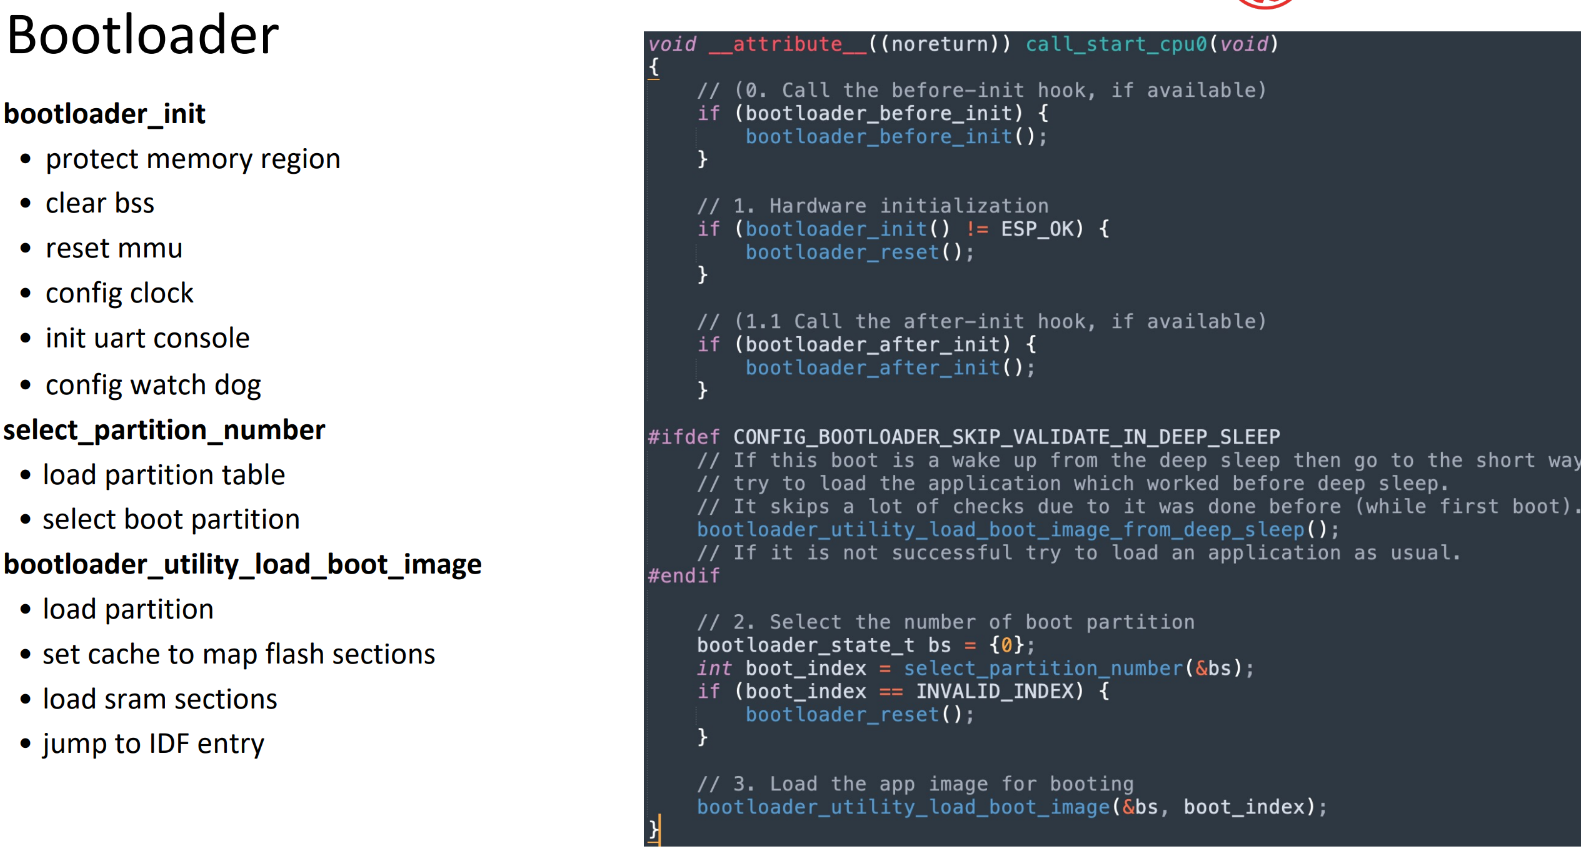 Bootloader
bootloader_init
• protect memory region
• clear bss
• reset mmu
• config clock
• init uart console
• config watch dog
select_partition_number
• load partition table
• select boot partition
bootloader_utility_load_boot_image
• load partition
• set cache to map flash sections
• load sram sections
• jump to IDF entry
void __attribute__((noreturn)) call_start_cpu0(void)
{
    // (0. Call the before-init hook, if available)
    if (bootloader_before_init) {
        bootloader_before_init();
    }

    // 1. Hardware initialization
    if (bootloader_init() != ESP_OK) {
        bootloader_reset();
    }

    // (1.1 Call the after-init hook, if available)
    if (bootloader_after_init) {
        bootloader_after_init();
    }

#ifdef CONFIG_BOOTLOADER_SKIP_VALIDATE_IN_DEEP_SLEEP
    // If this boot is a wake up from the deep sleep then go to the short way
    // try to load the application which worked before deep sleep.
    // It skips a lot of checks due to it was done before (while first boot).
    bootloader_utility_load_boot_image_from_deep_sleep();
    // If it is not successful try to load an application as usual.
#endif

    // 2. Select the number of boot partition
    bootloader_state_t bs = {0};
    int boot_index = select_partition_number(&bs);
    if (boot_index == INVALID_INDEX) {
        bootloader_reset();
    }

    // 3. Load the app image for booting
    bootloader_utility_load_boot_image(&bs, boot_index);
}